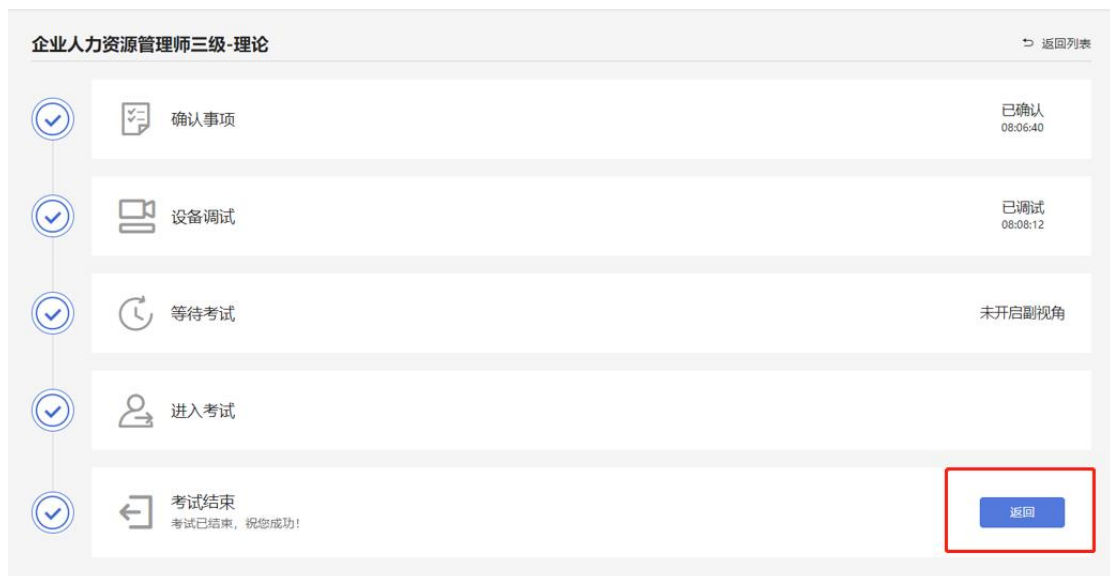 企业人力资源管理师三级-理论
返回列表
确认事项
已确认
08:06:40
设备调试
已调试
08:08:12
等待考试
未开启副视角
进入考试
考试结束
考试已结束，祝您成功！
返回